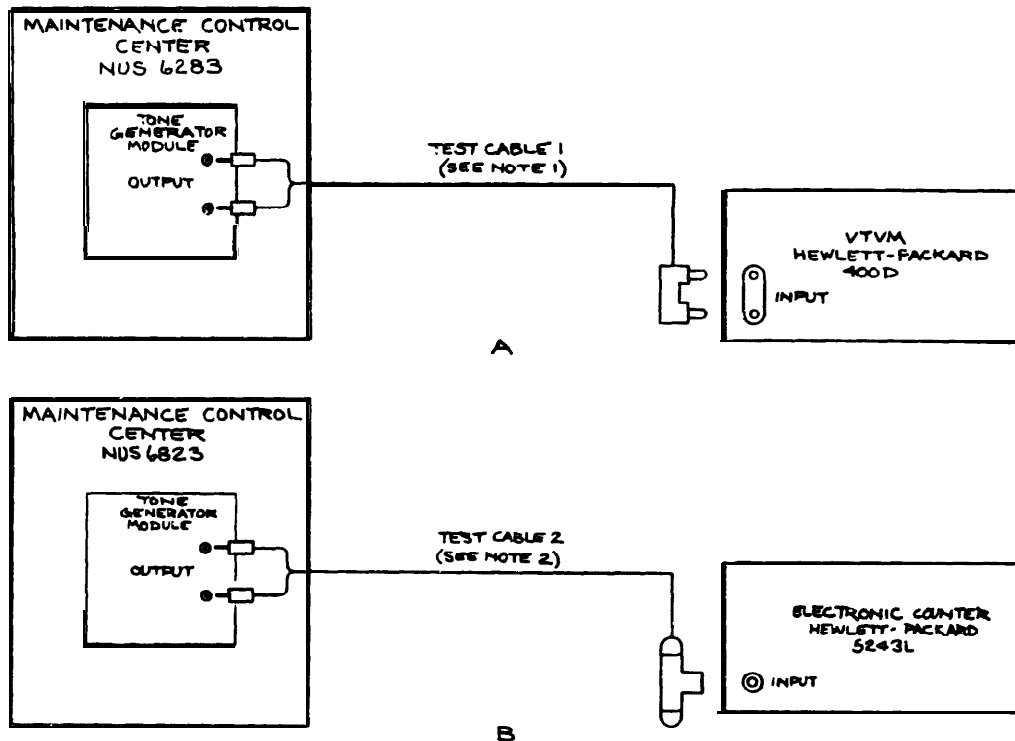 MAINTENANCE CONTROL
CENTER
NUS 6283
TONE
GENERATOR
MODULE
OUTPUT
TEST CABLE 1
(SEE NOTE 1)
VTVM
HEWLETT-PACKARD
400D
INPUT
A
MAINTENANCE CONTROL
CENTER
NUS 6823
TONE
GENERATOR
MODULE
OUTPUT
TEST CABLE 2
(SEE NOTE 2)
ELECTRONIC COUNTER
HEWLETT-PACKARD
5243L
INPUT
B